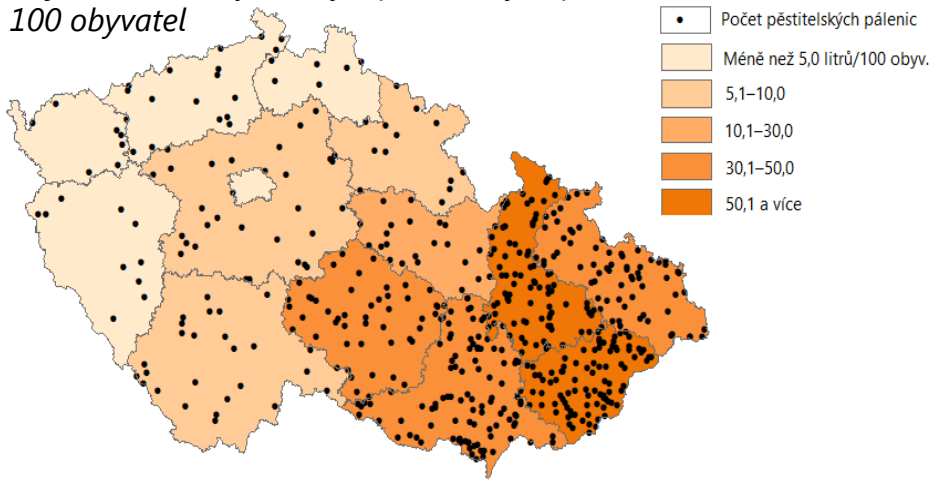 100 obyvatel
Počet pěstitelských pálenic
Méně než 5,0 litrů/100 obyv.
5,1–10,0
10,1–30,0
30,1–50,0
50,1 a více